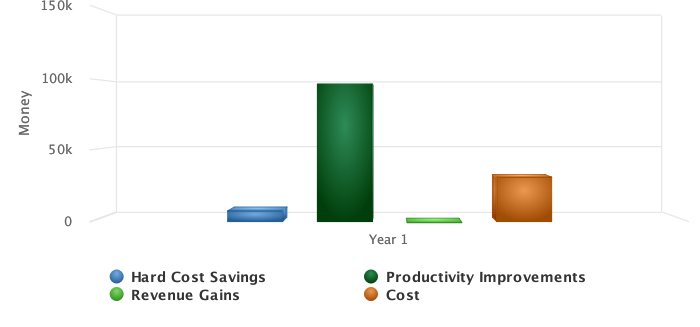 150k
100k
50k
0
Money
Year 1
Hard Cost Savings
Productivity Improvements
Revenue Gains
Cost